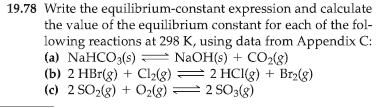 19.78 Write the equilibrium-constant expression and calculate
the value of the equilibrium constant for each of the fol-
lowing reactions at 298 K, using data from Appendix C:
(a) NaHCO₃(s) ⇌ NaOH(s) + CO₂(g)
(b) 2 HBr(g) + Cl₂(g) ⇌ 2 HCl(g) + Br₂(g)
(c) 2 SO₂(g) + O₂(g) ⇌ 2 SO₃(g)